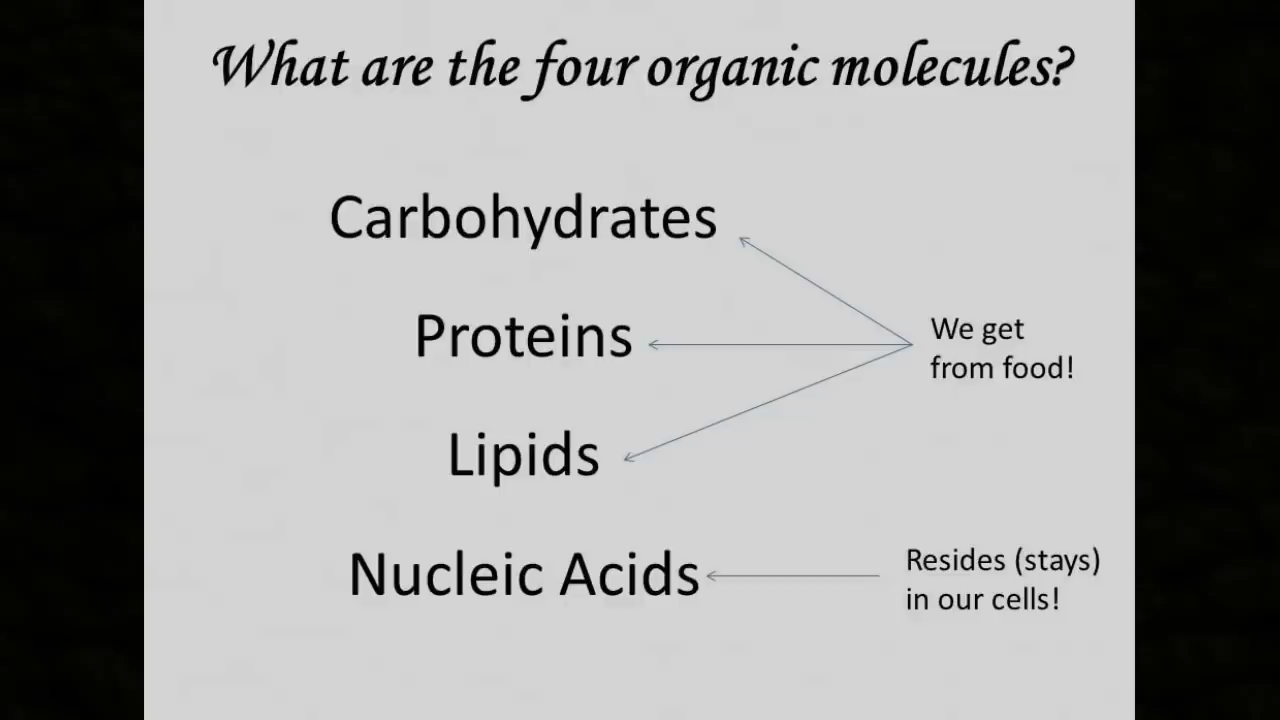 What are the four organic molecules?
Carbohydrates
Proteins
We get
from food!
Lipids
Nucleic Acids
Resides (stays)
in our cells!